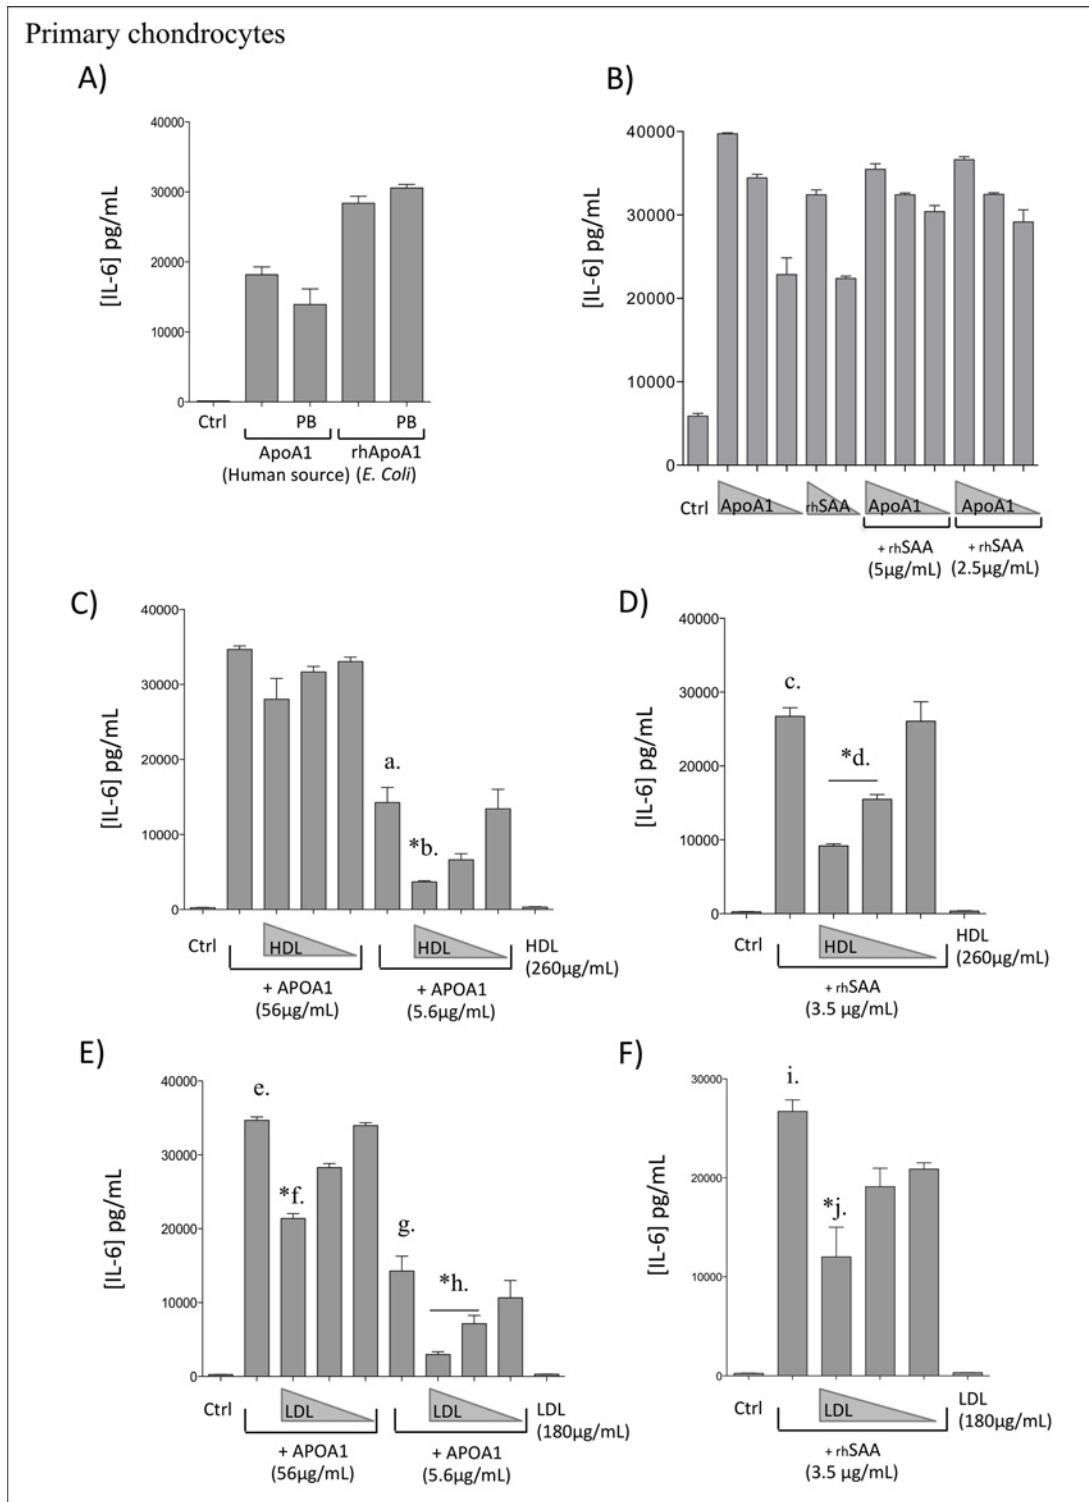 Primary chondrocytes
A)
[IL-6] pg/mL
40000
30000
20000
10000
0
Ctrl
PB
PB
ApoA1
(Human source)
rhApoA1
(E. Coli)
B)
[IL-6] pg/mL
40000
30000
20000
10000
0
Ctrl
ApoA1
rhSAA
ApoA1
ApoA1
+ rhSAA
(5µg/mL)
+ rhSAA
(2.5µg/mL)
C)
[IL-6] pg/mL
40000
30000
20000
10000
0
a.
*b.
Ctrl
HDL
HDL
HDL
(260µg/mL)
+ APOA1
(56µg/mL)
+ APOA1
(5.6µg/mL)
D)
[IL-6] pg/mL
40000
30000
20000
10000
0
c.
*d.
Ctrl
HDL
HDL
(260µg/mL)
+ rhSAA
(3.5 µg/mL)
E)
[IL-6] pg/mL
40000
30000
20000
10000
0
e.
*f.
g.
*h.
Ctrl
LDL
LDL
LDL
(180µg/mL)
+ APOA1
(56µg/mL)
+ APOA1
(5.6µg/mL)
F)
[IL-6] pg/mL
30000
20000
10000
0
i.
*j.
Ctrl
LDL
LDL
(180µg/mL)
+ rhSAA
(3.5 µg/mL)